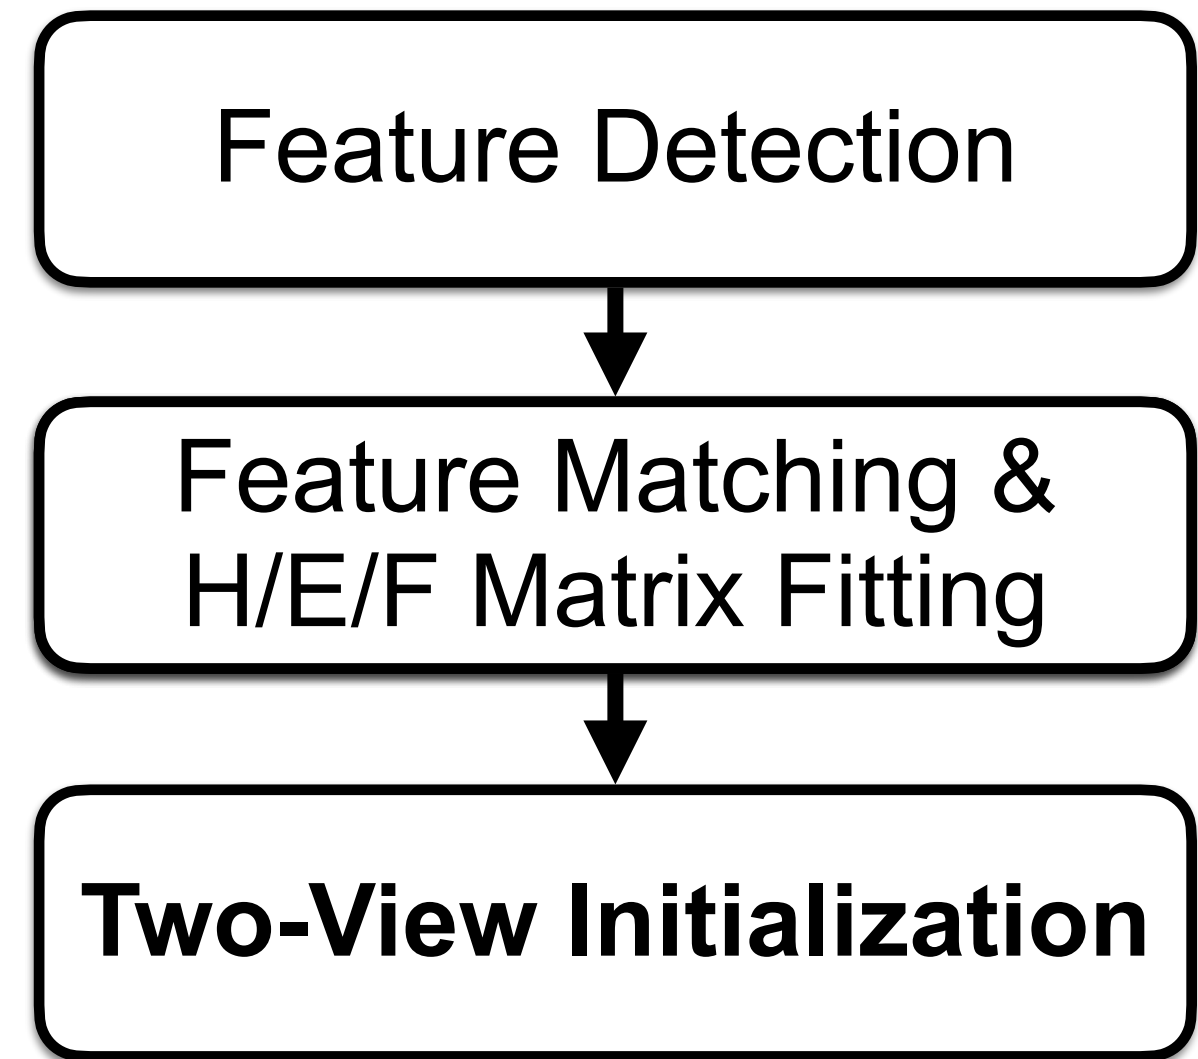 Feature Detection
Feature Matching &
H/E/F Matrix Fitting
Two-View Initialization